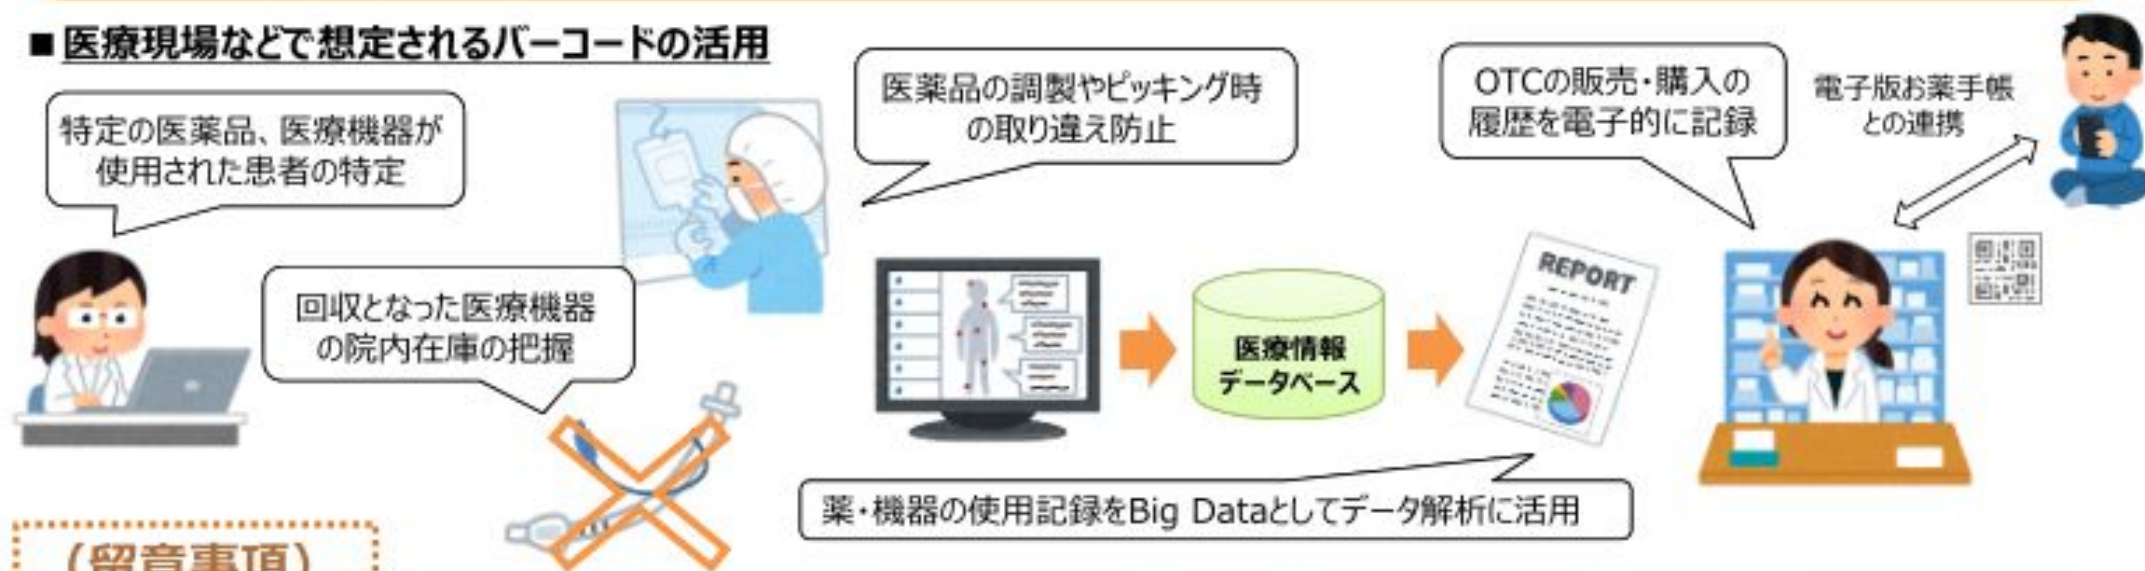 ■医療現場などで想定されるバーコードの活用
特定の医薬品、医療機器が
使用された患者の特定
医薬品の調製やピッキング時
の取り違え防止
OTCの販売・購入の
履歴を電子的に記録
電子版お薬手帳
との連携
回収となった医療機器
の院内在庫の把握
医療情報
データベース
REPORT
薬・機器の使用記録をBig Dataとしてデータ解析に活用
（留意事項）